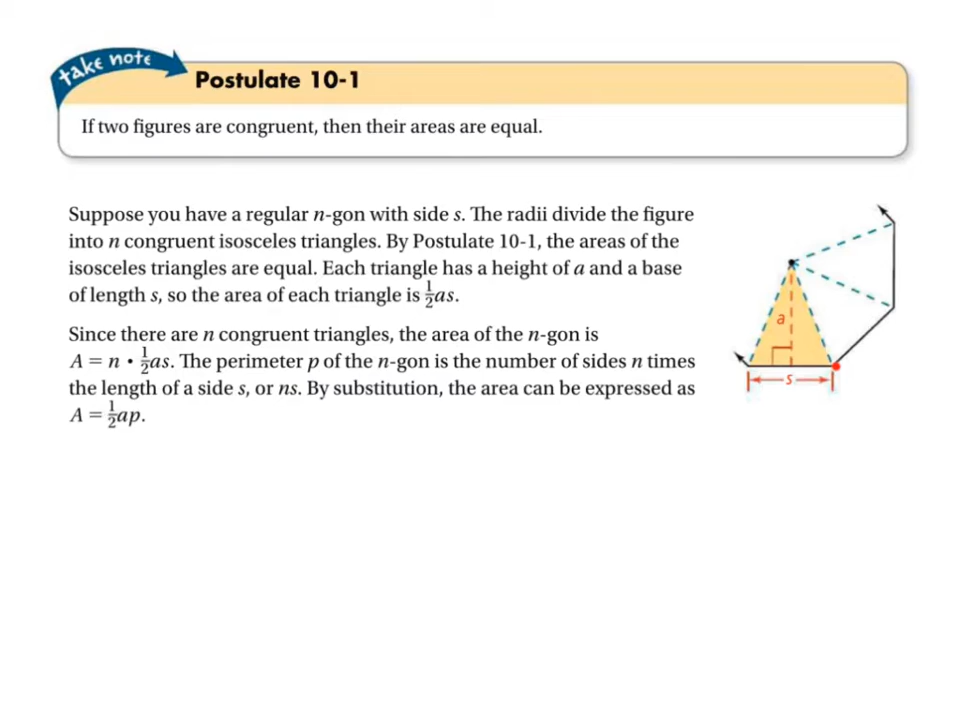 take note
Postulate 10-1
If two figures are congruent, then their areas are equal.
Suppose you have a regular n-gon with side s. The radii divide the figure
into n congruent isosceles triangles. By Postulate 10-1, the areas of the
isosceles triangles are equal. Each triangle has a height of a and a base
of length s, so the area of each triangle is ½as.
Since there are n congruent triangles, the area of the n-gon is
A = n • ½as. The perimeter p of the n-gon is the number of sides n times
the length of a side s, or ns. By substitution, the area can be expressed as
A = ½ap.
a
s